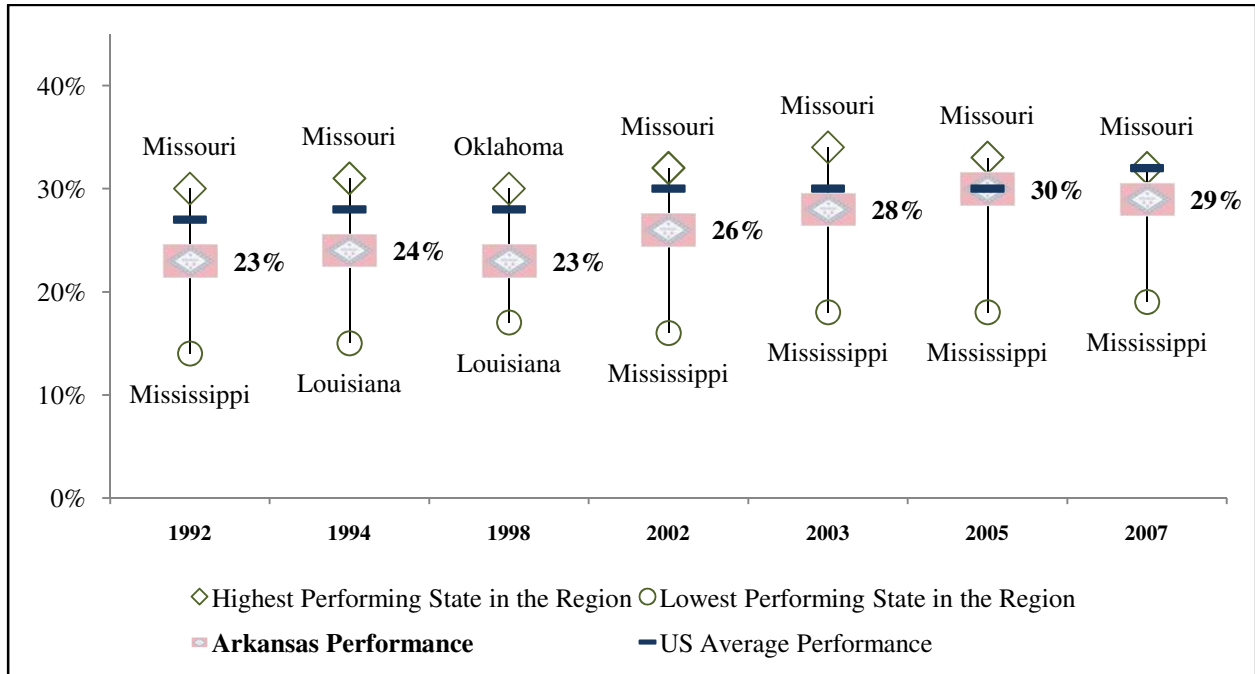 40%
30%
20%
10%
0%
Missouri
Missouri
Oklahoma
Missouri
Missouri
Missouri
Missouri
23%
24%
23%
26%
28%
30%
29%
Mississippi
Louisiana
Louisiana
Mississippi
Mississippi
Mississippi
Mississippi
1992 1994 1998 2002 2003 2005 2007
Highest Performing State in the Region Lowest Performing State in the Region
Arkansas Performance US Average Performance